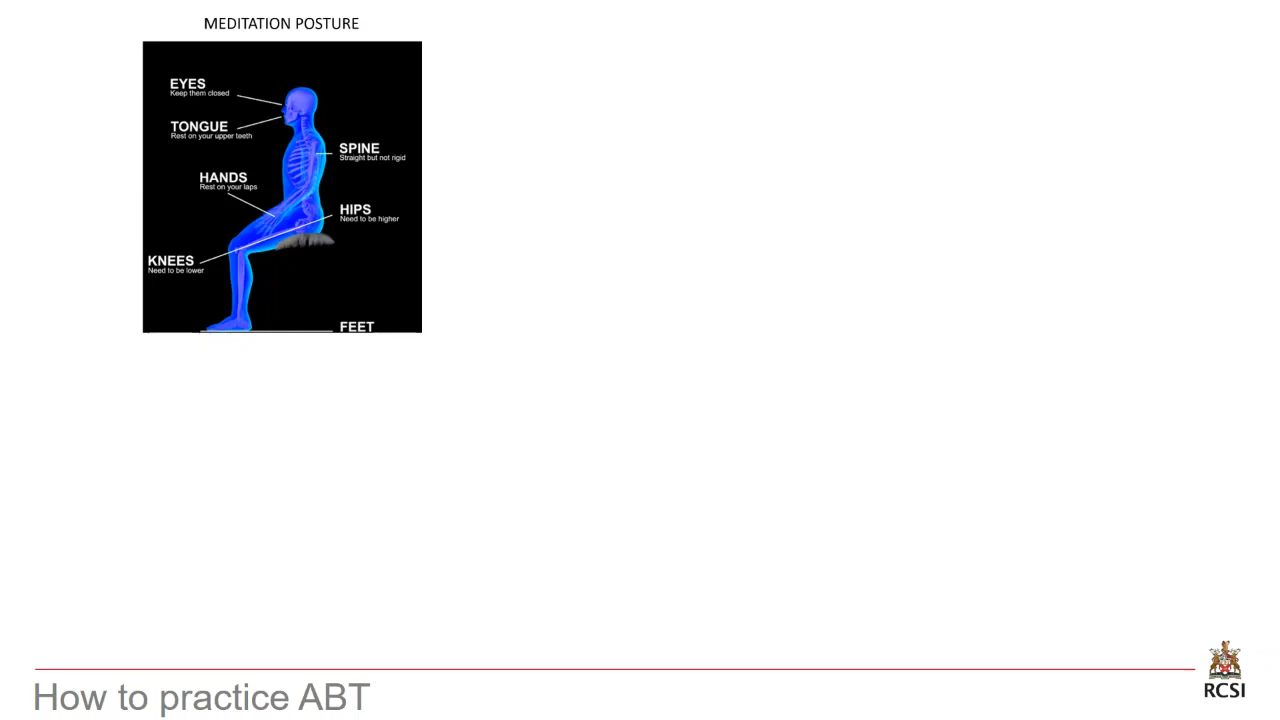 MEDITATION POSTURE
EYES
Keep them closed
TONGUE
Rest on your upper teeth
SPINE
Straight but not rigid
HANDS
Rest on your laps
HIPS
Need to be higher
KNEES
Need to be lower
FEET
RCSI
How to practice ABT